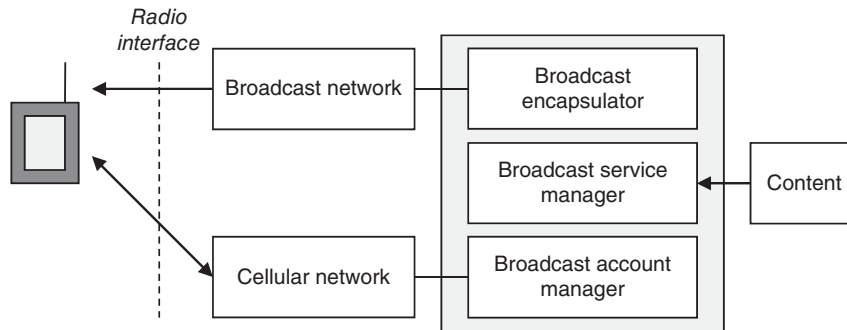 Radio
interface
Broadcast network
Broadcast
encapsulator
Broadcast service
manager
Content
Cellular network
Broadcast account
manager